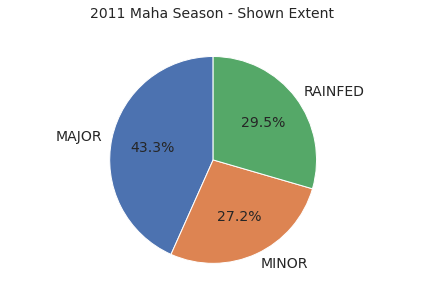 2011 Maha Season - Shown Extent
RAINFED
29.5%
MAJOR
43.3%
27.2%
MINOR